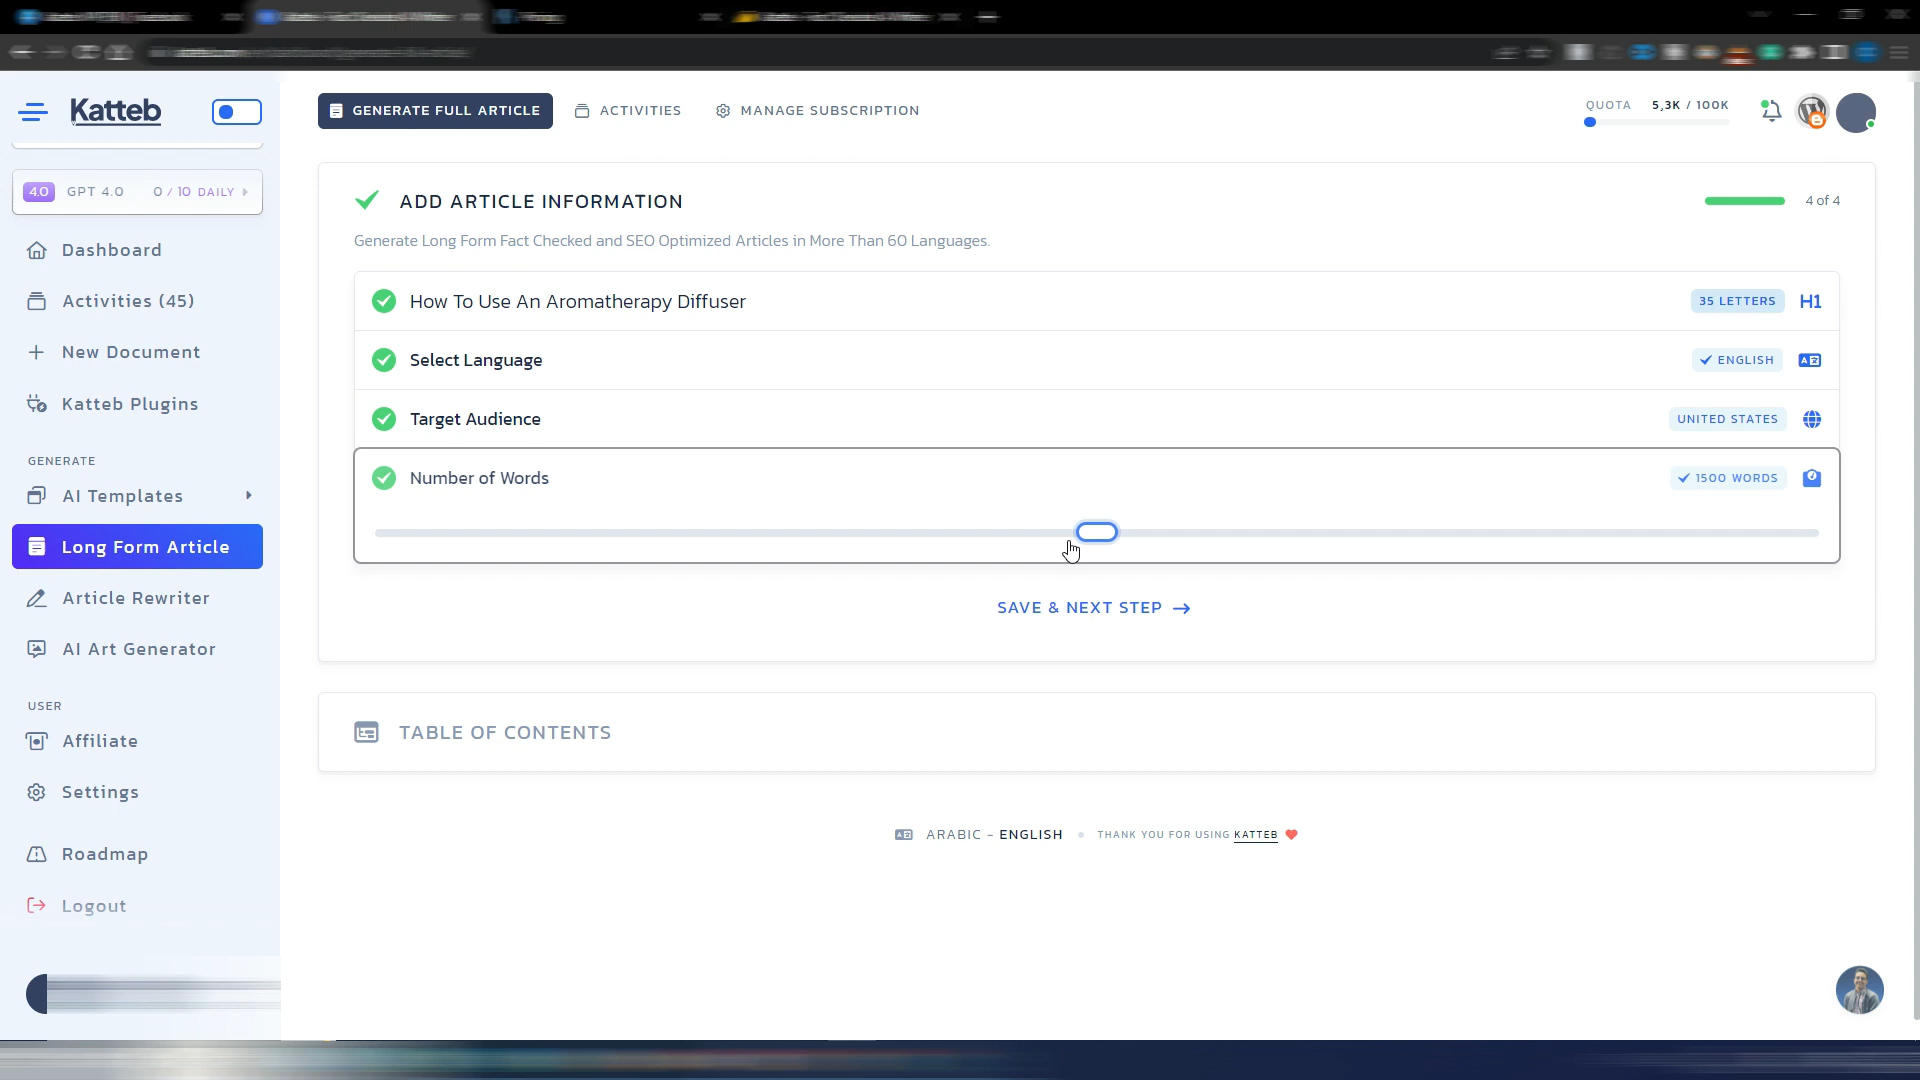 Katteb
GENERATE FULL ARTICLE
ACTIVITIES
MANAGE SUBSCRIPTION
QUOTA 5,3K / 100K
4.0 GPT 4.0 0 / 10 DAILY
Dashboard
Activities (45)
New Document
Katteb Plugins
GENERATE
AI Templates
Long Form Article
Article Rewriter
AI Art Generator
USER
Affiliate
Settings
Roadmap
Logout
ADD ARTICLE INFORMATION
4 of 4
Generate Long Form Fact Checked and SEO Optimized Articles in More Than 60 Languages.
How To Use An Aromatherapy Diffuser 35 LETTERS H1
Select Language ENGLISH
Target Audience UNITED STATES
Number of Words 1500 WORDS
SAVE & NEXT STEP
TABLE OF CONTENTS
ARABIC - ENGLISH THANK YOU FOR USING KATTEB